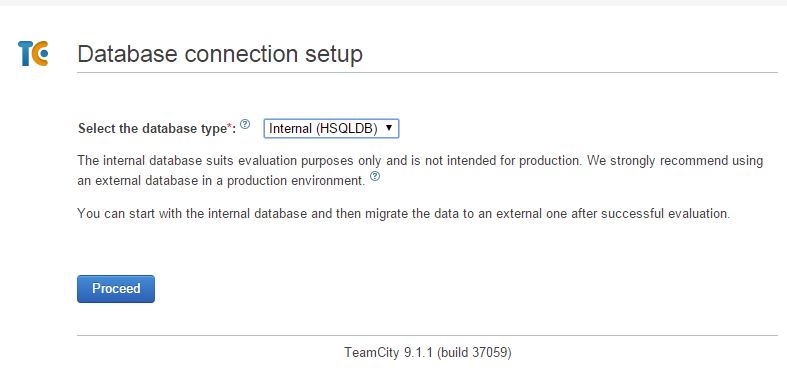 TC
Database connection setup
Select the database type*: ? Internal (HSQLDB)
The internal database suits evaluation purposes only and is not intended for production. We strongly recommend using
an external database in a production environment. ?
You can start with the internal database and then migrate the data to an external one after successful evaluation.
Proceed
TeamCity 9.1.1 (build 37059)